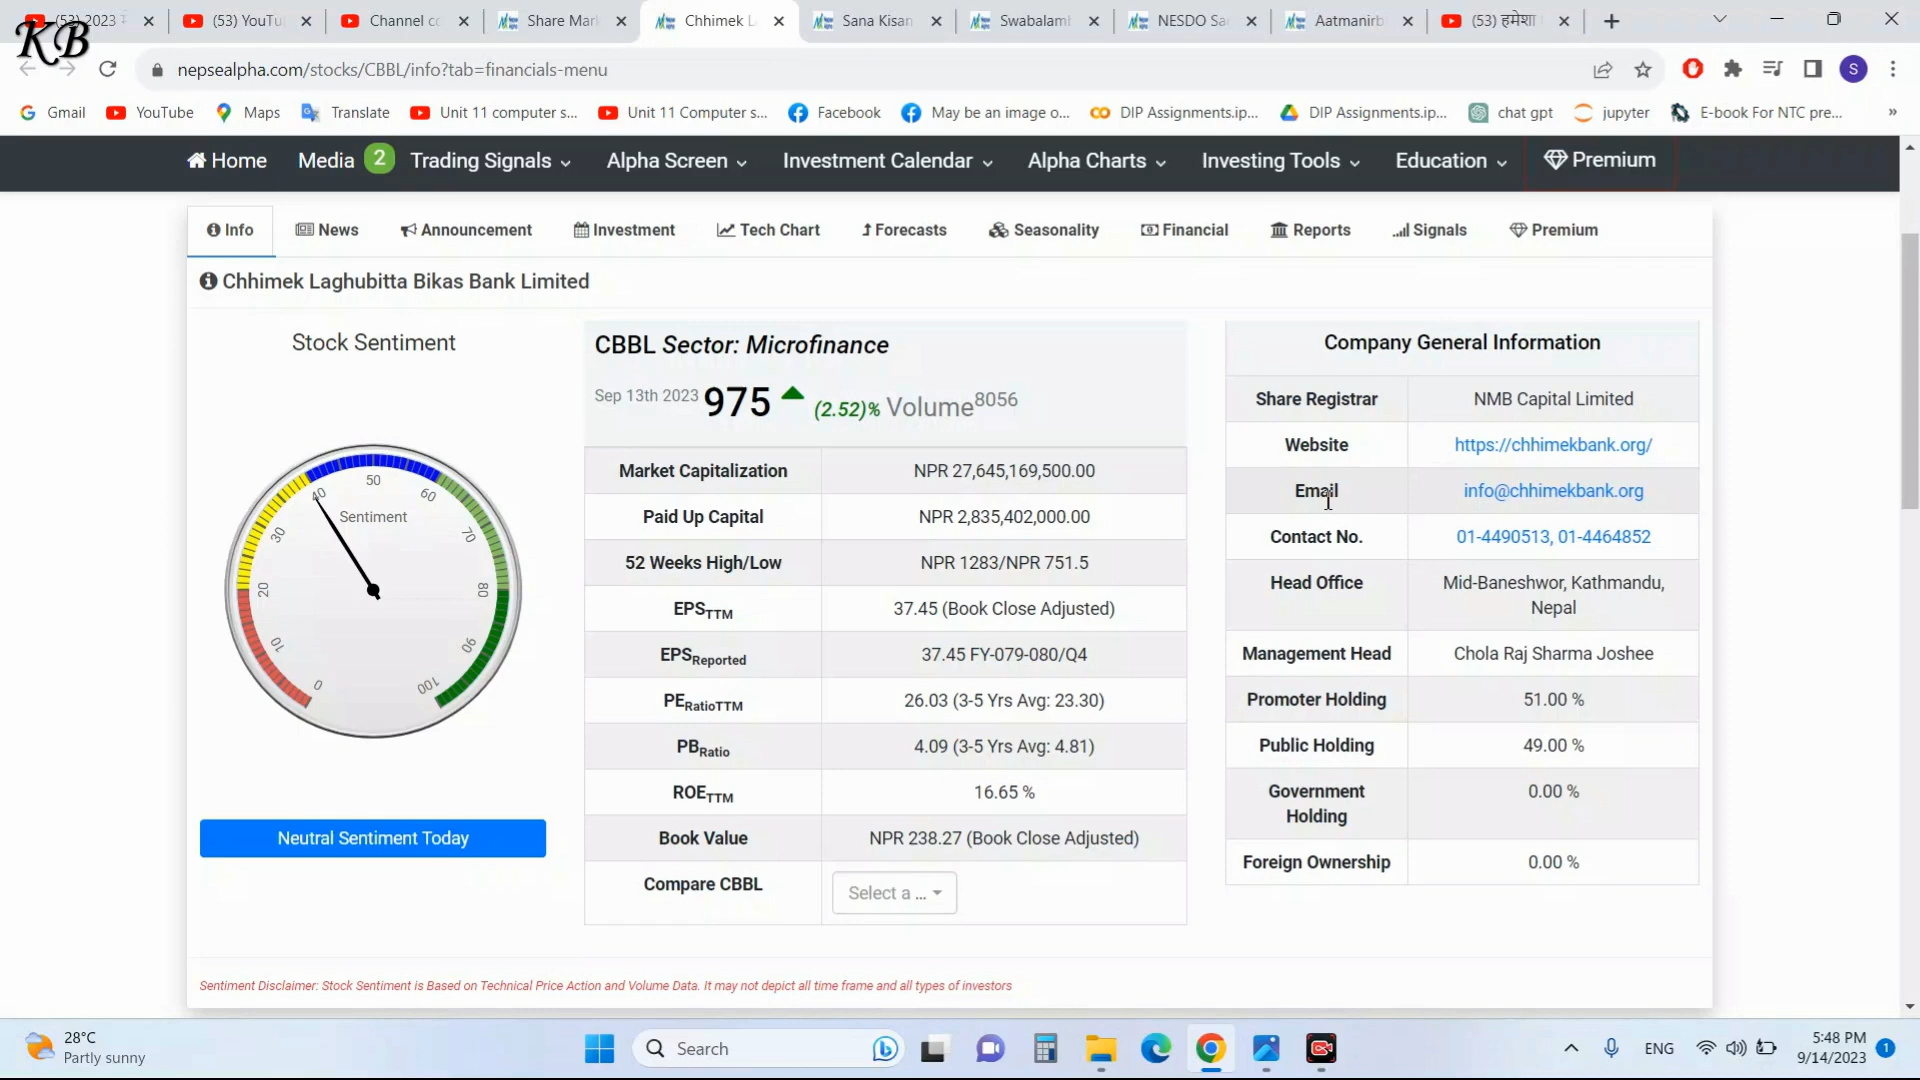 KB
(53) 2023
(53) YouTu
Channel co
Share Mar
Chhimek L
Sana Kisan
Swabalamb
NESDO Sa
Aatmanirb
(53) हमेशा
nepsealpha.com/stocks/CBBL/info?tab=financials-menu
S
Gmail YouTube Maps Translate Unit 11 computer s... Unit 11 Computer s... Facebook May be an image o... DIP Assignments.ip... DIP Assignments.ip... chat gpt jupyter E-book For NTC pre... »
Home Media 2 Trading Signals Alpha Screen Investment Calendar Alpha Charts Investing Tools Education Premium
Info News Announcement Investment Tech Chart Forecasts Seasonality Financial Reports Signals Premium
Chhimek Laghubitta Bikas Bank Limited
Stock Sentiment
0 10 20 30 40 50 60 70 80 90 100
Sentiment
Neutral Sentiment Today
CBBL Sector: Microfinance
Sep 13th 2023 975 (2.52)% Volume 8056
Market Capitalization NPR 27,645,169,500.00
Paid Up Capital NPR 2,835,402,000.00
52 Weeks High/Low NPR 1283/NPR 751.5
EPSTTM 37.45 (Book Close Adjusted)
EPSReported 37.45 FY-079-080/Q4
PERatioTTM 26.03 (3-5 Yrs Avg: 23.30)
PBRatio 4.09 (3-5 Yrs Avg: 4.81)
ROETTM 16.65 %
Book Value NPR 238.27 (Book Close Adjusted)
Compare CBBL Select a ...
Company General Information
Share Registrar NMB Capital Limited
Website https://chhimekbank.org/
Email info@chhimekbank.org
Contact No. 01-4490513, 01-4464852
Head Office Mid-Baneshwor, Kathmandu,
Nepal
Management Head Chola Raj Sharma Joshee
Promoter Holding 51.00 %
Public Holding 49.00 %
Government
Holding 0.00 %
Foreign Ownership 0.00 %
Sentiment Disclaimer: Stock Sentiment is Based on Technical Price Action and Volume Data. It may not depict all time frame and all types of investors
28°C
Partly sunny
Search
ENG
5:48 PM
9/14/2023
1